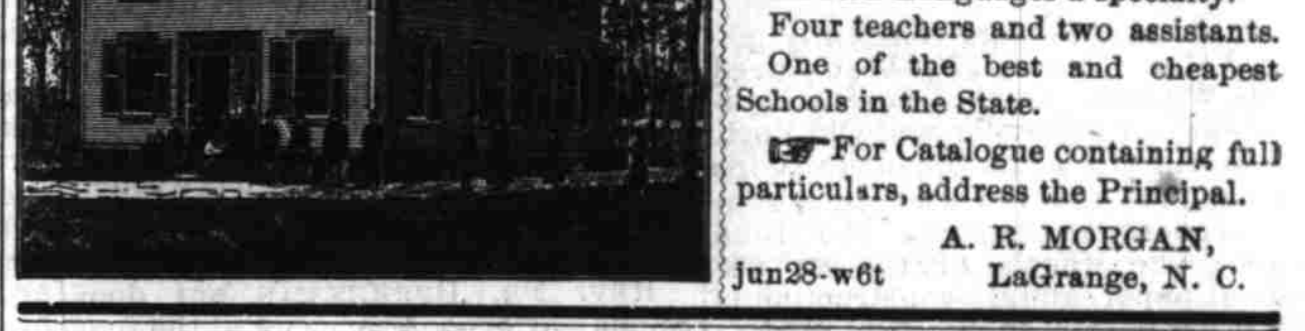 a specialty.
Four teachers and two assistants.
One of the best and cheapest
Schools in the State.
☞ For Catalogue containing full
particulars, address the Principal.
A. R. MORGAN,
jun28-w6t LaGrange, N. C.